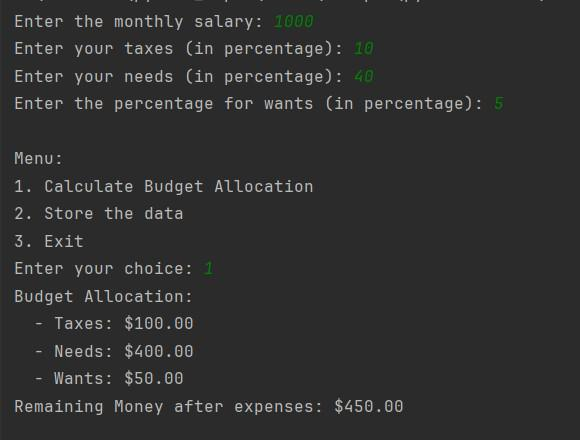 Enter the monthly salary: 1000
Enter your taxes (in percentage): 10
Enter your needs (in percentage): 40
Enter the percentage for wants (in percentage): 5
Menu:
1. Calculate Budget Allocation
2. Store the data
3. Exit
Enter your choice: 1
Budget Allocation:
- Taxes: $100.00
- Needs: $400.00
- Wants: $50.00
Remaining Money after expenses: $450.00